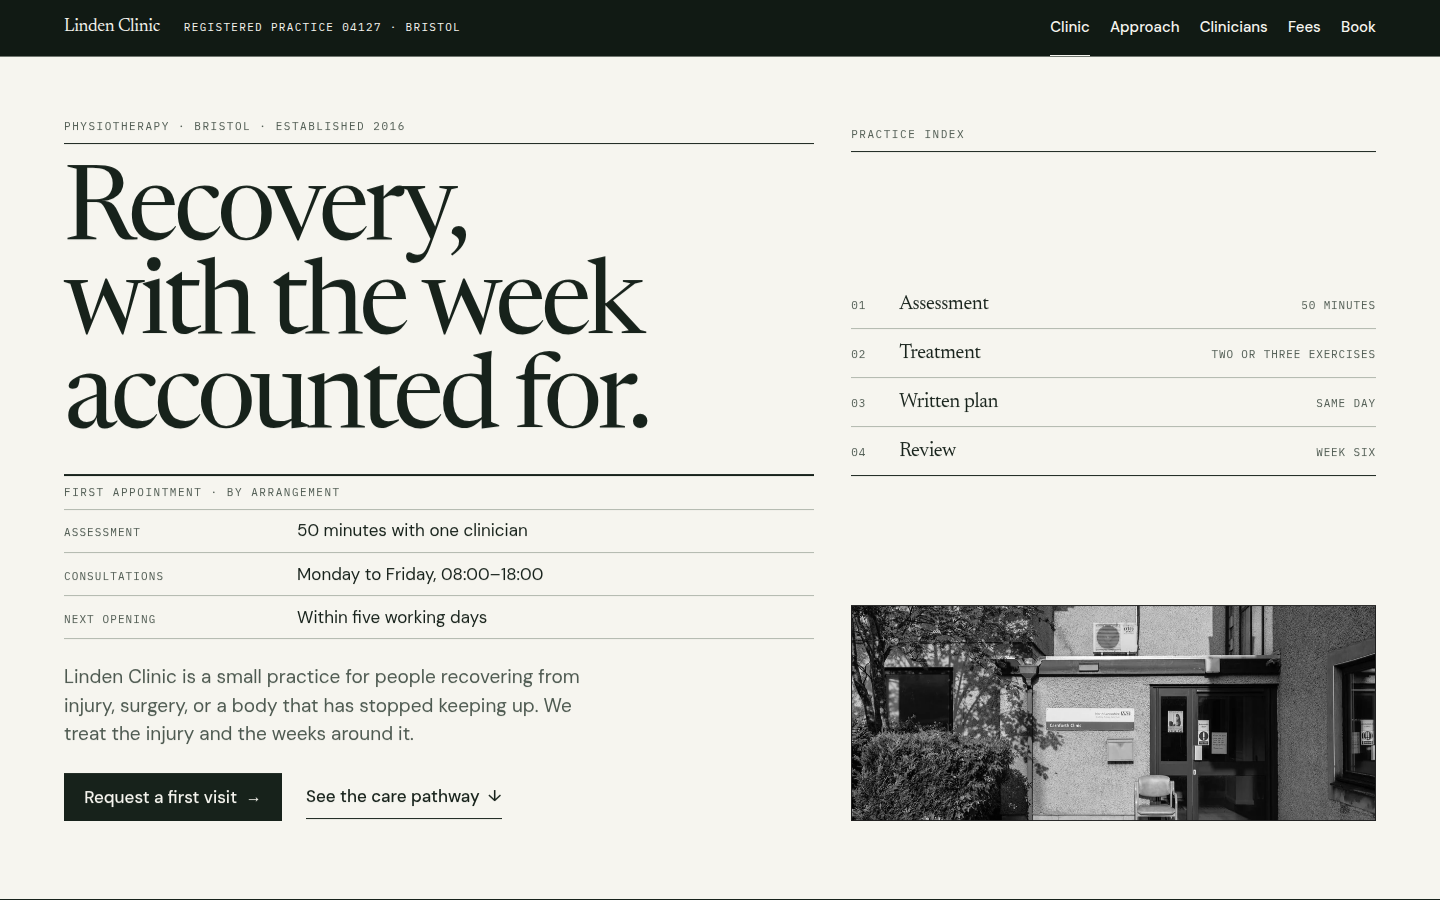 Linden Clinic
REGISTERED PRACTICE 04127 · BRISTOL
Clinic
Approach
Clinicians
Fees
Book
PHYSIOTHERAPY · BRISTOL · ESTABLISHED 2016
Recovery,
with the week
accounted for.
FIRST APPOINTMENT · BY ARRANGEMENT
ASSESSMENT 50 minutes with one clinician
CONSULTATIONS Monday to Friday, 08:00–18:00
NEXT OPENING Within five working days
Linden Clinic is a small practice for people recovering from
injury, surgery, or a body that has stopped keeping up. We
treat the injury and the weeks around it.
Request a first visit →
See the care pathway ↓
PRACTICE INDEX
01 Assessment 50 MINUTES
02 Treatment TWO OR THREE EXERCISES
03 Written plan SAME DAY
04 Review WEEK SIX